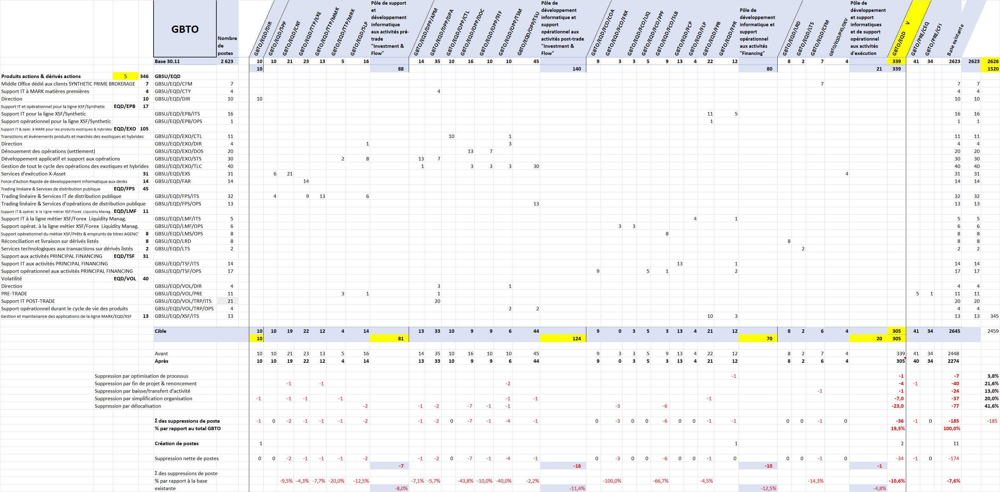 GBTO
Nombre de postes
GBTO/EQD/DIR
GBTO/EQD/SPP
GBTO/EQD/CNT
GBTO/EQD/TTP/EXE
GBTO/EQD/TTP/MMK
GBTO/EQD/TTP/MRK
GBTO/EQD/SLP
Pôle de support et développement informatique aux activités pré-trade "Investment & Flow"
GBTO/EQD/DPP/APM
GBTO/EQD/DPP/DPA
GBTO/EQD/OPP/CTL
GBTO/EQD/OPP/DOC
GBTO/EQD/OPP/STF
GBTO/EQD/OPP/TSM
GBTO/EQD/OPP/TSU
Pôle de développement informatique et support opérationnel aux activités post-trade "Investment & Flow"
GBTO/EQD/FCO/COA
GBTO/EQD/FCO/FRX
GBTO/EQD/FCO/LIQ
GBTO/EQD/FCO/PPF
GBTO/EQD/FCO/SLB
GBTO/EQD/FCP
GBTO/EQD/FLP
GBTO/EQD/FPB
GBTO/EQD/FPR
Pôle de développement informatique et support opérationnel aux activités "Financing"
GBTO/EQD/LRD
GBTO/EQD/LTS
GBTO/EQD/CFM
GBTO/EQD/PXS/DEV
Pôle de développement et support informatiques et de support opérationnel aux activités d'exécution
GBTO/EQD V
GBTO/PRE/CEQ
GBTO/PRE/CFI
Base existante
Base 30.11 2 623 10 10 21 23 13 5 16 14 35 10 16 10 10 45 9 3 3 5 9 13 4 22 12 8 2 7 4 339 41 34 2623 2623 2626
10 88 140 80 21 339 1520
Produits actions & dérivés actions 5 346 GBSU/EQD
Middle Office dédié aux clients SYNTHETIC PRIME BROKERAGE 7 GBSU/EQD/CFM 7 7 7 7
Support IT à MARK matières premières 4 GBSU/EQD/CTY 4 4 4 4
Direction 10 GBSU/EQD/DIR 10 10 10 10
Support IT et opérationnel pour la ligne XSF/Synthetic EQD/EPB 17
Support IT pour la ligne XSF/Synthetic GBSU/EQD/EPB/ITS 16 11 5 16 16
Support opérationnel pour la ligne XSF/Synthetic GBSU/EQD/EPB/OPS 1 1 1 1
Support IT & opér. à MARK pour les produits exotiques & hybrides EQD/EXO 105
Transctions et événements produits et marchés des exotiques et hybrides GBSU/EQD/EXO/CTL 11 10 1 11 11
Direction GBSU/EQD/EXO/DIR 4 1 3 4 4
Dénouement des opérations (settlement) GBSU/EQD/EXO/DOS 20 13 7 20 20
Développement applicatif et support aux opérations GBSU/EQD/EXO/STS 30 2 8 13 7 30 30
Gestion de tout le cycle des opérations des exotiques et hybrides GBSU/EQD/EXO/TLC 40 1 3 3 3 30 40 40
Services d'exécution X-Asset 31 GBSU/EQD/EXS 31 6 21 4 31 31
Force d'Action Rapide de développement informatique aux desks 14 GBSU/EQD/FAR 14 14 14 14
Trading linéaire & Services de distribution publique EQD/FPS 45
Trading linéaire & Services IT de distribution publique GBSU/EQD/FPS/ITS 32 4 9 13 6 32 32
Trading linéaire & Services d'opérations de distribution publique GBSU/EQD/FPS/OPS 13 13 13 13
Support IT & opérat. à la ligne métier XSF/Forex Liquidity Manag. EQD/LMF 11
Support IT à la ligne métier XSF/Forex Liquidity Manag. GBSU/EQD/LMF/ITS 5 4 1 5 5
Support opérat. à la ligne métier XSF/Forex Liquidity Manag. GBSU/EQD/LMF/OPS 6 3 3 6 6
Support opérationnel du métier XSF/Prêts & emprunts de titres AGENC' 8 GBSU/EQD/LMS/OPS 8 8 8 8
Réconciliation et livraison sur dérivés listés 8 GBSU/EQD/LRD 8 8 8 8
Services technologiques aux transactions sur dérivés listés 2 GBSU/EQD/LTS 2 2 2 2
Support aux activités PRINCIPAL FINANCING EQD/TSF 31
Support IT aux activités PRINCIPAL FINANCING GBSU/EQD/TSF/ITS 14 13 1 14 14
Support opérationnel aux activités PRINCIPAL FINANCING GBSU/EQD/TSF/OPS 17 9 5 1 2 17 17
Volatilité EQD/VOL 40
Direction GBSU/EQD/VOL/DIR 4 3 1 4 4
PRE-TRADE GBSU/EQD/VOL/PRE 11 3 1 1 5 1 11 11
Support IT POST-TRADE GBSU/EQD/VOL/TRP/ITS 21 20 20 20
Support opérationnel durant le cycle de vie des produits GBSU/EQD/VOL/TRP/OPS 4 2 2 4 4
Gestion et maintenance des applications de la ligne MARK/EQD/XSF 13 GBSU/EQD/XSF/ITS 13 10 3 13 13 345
Cible 10 10 19 22 12 4 14 13 33 10 9 9 6 44 9 0 3 5 3 13 4 21 12 8 2 6 4 305 41 34 2645 2459
10 81 124 70 20 305
Avant 10 10 21 23 13 5 16 14 35 10 16 10 10 45 9 3 3 5 9 13 4 22 12 8 2 7 4 339 41 34 2448
Après 10 10 19 22 12 4 14 13 33 10 9 9 6 44 9 0 3 5 3 13 4 21 12 8 2 6 4 305 40 34 2274
Suppression par optimisation de processus -1 -1 -7 3,8%
Suppression par fin de projet & renoncement -1 -1 -2 -4 -1 -40 21,6%
Suppression par baisse/transfert d'activité -1 -1 -24 13,0%
Suppression par simplification organisation -1 -1 -1 -1 -1 -1 -1 -7,0 -37 20,0%
Suppression par délocalisation -2 -1 -2 -7 -1 -1 -3 -6 -23,0 -77 41,6%
Σ des suppressions de poste -1 0 -2 -1 -1 -1 -2 -1 -2 0 -7 -1 -4 -1 0 -3 0 0 -6 0 0 -1 -1 0 0 -1 0 -36 -1 0 -185 -185
% par rapport au total GBTO 19,5% 100,0%
Création de postes 1 1 2 11
Suppression nette de postes 0 0 -2 -1 -1 -1 -2 -1 -2 0 -7 -1 -4 -1 0 -3 0 0 -6 0 0 -1 0 0 0 -1 0 -34 -1 0 -174
-7 -16 -10 -1
Σ des suppressions de poste
% par rapport à la base -9,5% -4,3% -7,7% -20,0% -12,5% -7,1% -5,7% -43,8% -10,0% -40,0% -2,2% -100,0% -66,7% -4,5% -14,3% -10,6% -7,6%
existante -8,0% -11,4% -12,5% -4,8%